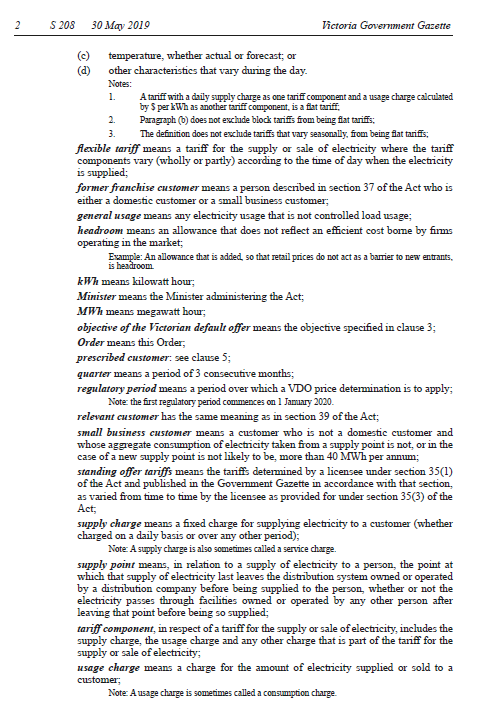 2 S 208 30 May 2019 Victoria Government Gazette
(c) temperature, whether actual or forecast; or
(d) other characteristics that vary during the day.
Notes:
1. A tariff with a daily supply charge as one tariff component and a usage charge calculated
by $ per kWh as another tariff component, is a flat tariff;
2. Paragraph (b) does not exclude block tariffs from being flat tariffs;
3. The definition does not exclude tariffs that vary seasonally, from being flat tariffs;
flexible tariff means a tariff for the supply or sale of electricity where the tariff
components vary (wholly or partly) according to the time of day when the electricity
is supplied;
former franchise customer means a person described in section 37 of the Act who is
either a domestic customer or a small business customer;
general usage means any electricity usage that is not controlled load usage;
headroom means an allowance that does not reflect an efficient cost borne by firms
operating in the market;
Example: An allowance that is added, so that retail prices do not act as a barrier to new entrants,
is headroom.
kWh means kilowatt hour;
Minister means the Minister administering the Act;
MWh means megawatt hour;
objective of the Victorian default offer means the objective specified in clause 3;
Order means this Order;
prescribed customer: see clause 5;
quarter means a period of 3 consecutive months;
regulatory period means a period over which a VDO price determination is to apply;
Note: the first regulatory period commences on 1 January 2020.
relevant customer has the same meaning as in section 39 of the Act;
small business customer means a customer who is not a domestic customer and
whose aggregate consumption of electricity taken from a supply point is not, or in the
case of a new supply point is not likely to be, more than 40 MWh per annum;
standing offer tariffs means the tariffs determined by a licensee under section 35(1)
of the Act and published in the Government Gazette in accordance with that section,
as varied from time to time by the licensee as provided for under section 35(3) of the
Act;
supply charge means a fixed charge for supplying electricity to a customer (whether
charged on a daily basis or over any other period);
Note: A supply charge is also sometimes called a service charge.
supply point means, in relation to a supply of electricity to a person, the point at
which that supply of electricity last leaves the distribution system owned or operated
by a distribution company before being supplied to the person, whether or not the
electricity passes through facilities owned or operated by any other person after
leaving that point before being so supplied;
tariff component, in respect of a tariff for the supply or sale of electricity, includes the
supply charge, the usage charge and any other charge that is part of the tariff for the
supply or sale of electricity;
usage charge means a charge for the amount of electricity supplied or sold to a
customer;
Note: A usage charge is sometimes called a consumption charge.